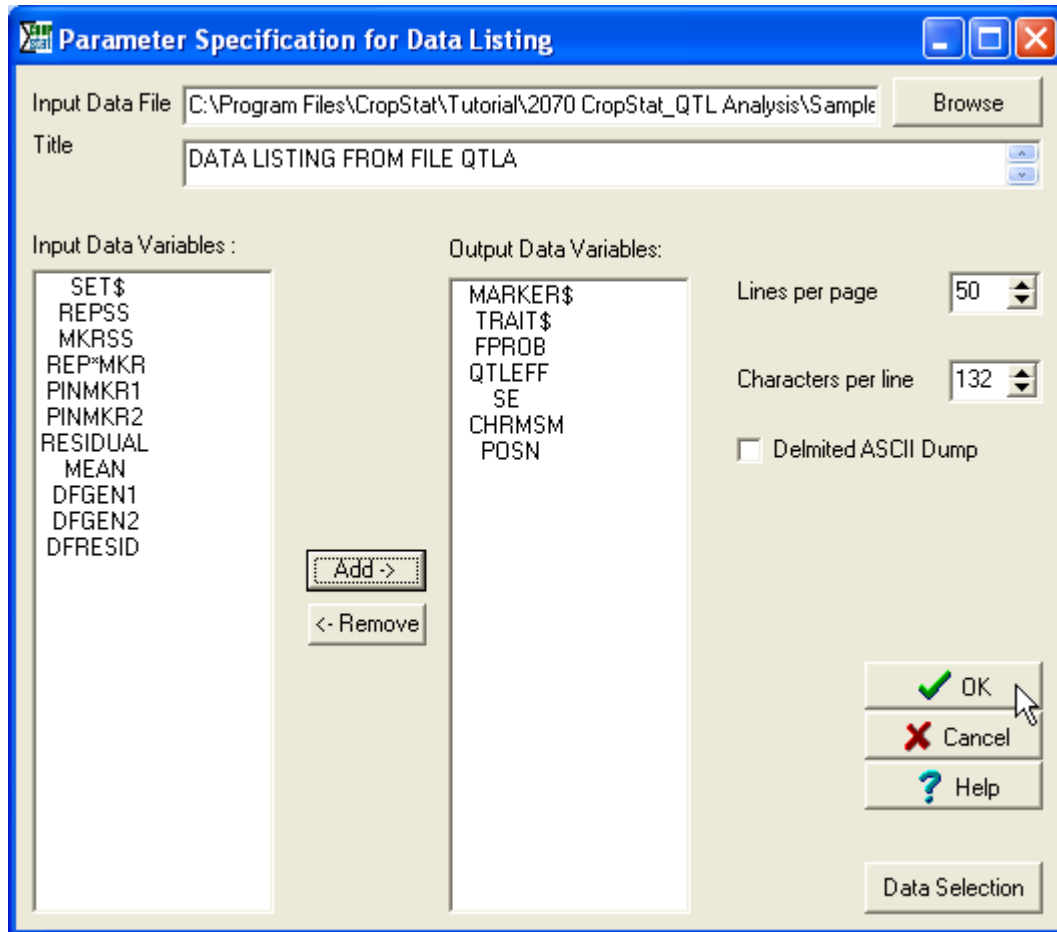 Parameter Specification for Data Listing
Input Data File
C:\Program Files\CropStat\Tutorial\2070 CropStat_QTL Analysis\Sample
Browse
Title
DATA LISTING FROM FILE QTLA
Input Data Variables :
SET$
REPSS
MKRSS
REP*MKR
PINMKR1
PINMKR2
RESIDUAL
MEAN
DFGEN1
DFGEN2
DFRESID
Add ->
<- Remove
Output Data Variables:
MARKER$
TRAIT$
FPROB
QTLEFF
SE
CHRMSM
POSN
Lines per page
50
Characters per line
132
Delmited ASCII Dump
OK
Cancel
? Help
Data Selection